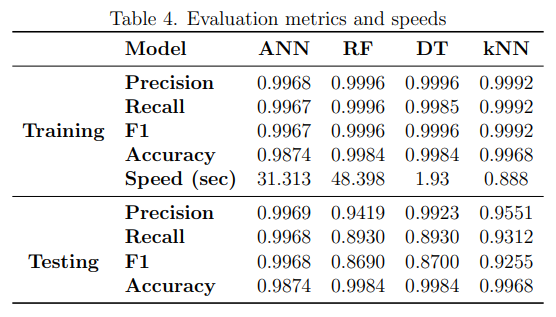 Table 4. Evaluation metrics and speeds
Model ANN RF DT kNN
Precision 0.9968 0.9996 0.9996 0.9992
Recall 0.9967 0.9996 0.9985 0.9992
Training F1 0.9967 0.9996 0.9996 0.9992
Accuracy 0.9874 0.9984 0.9984 0.9968
Speed (sec) 31.313 48.398 1.93 0.888
Precision 0.9969 0.9419 0.9923 0.9551
Recall 0.9968 0.8930 0.8930 0.9312
Testing F1 0.9968 0.8690 0.8700 0.9255
Accuracy 0.9874 0.9984 0.9984 0.9968